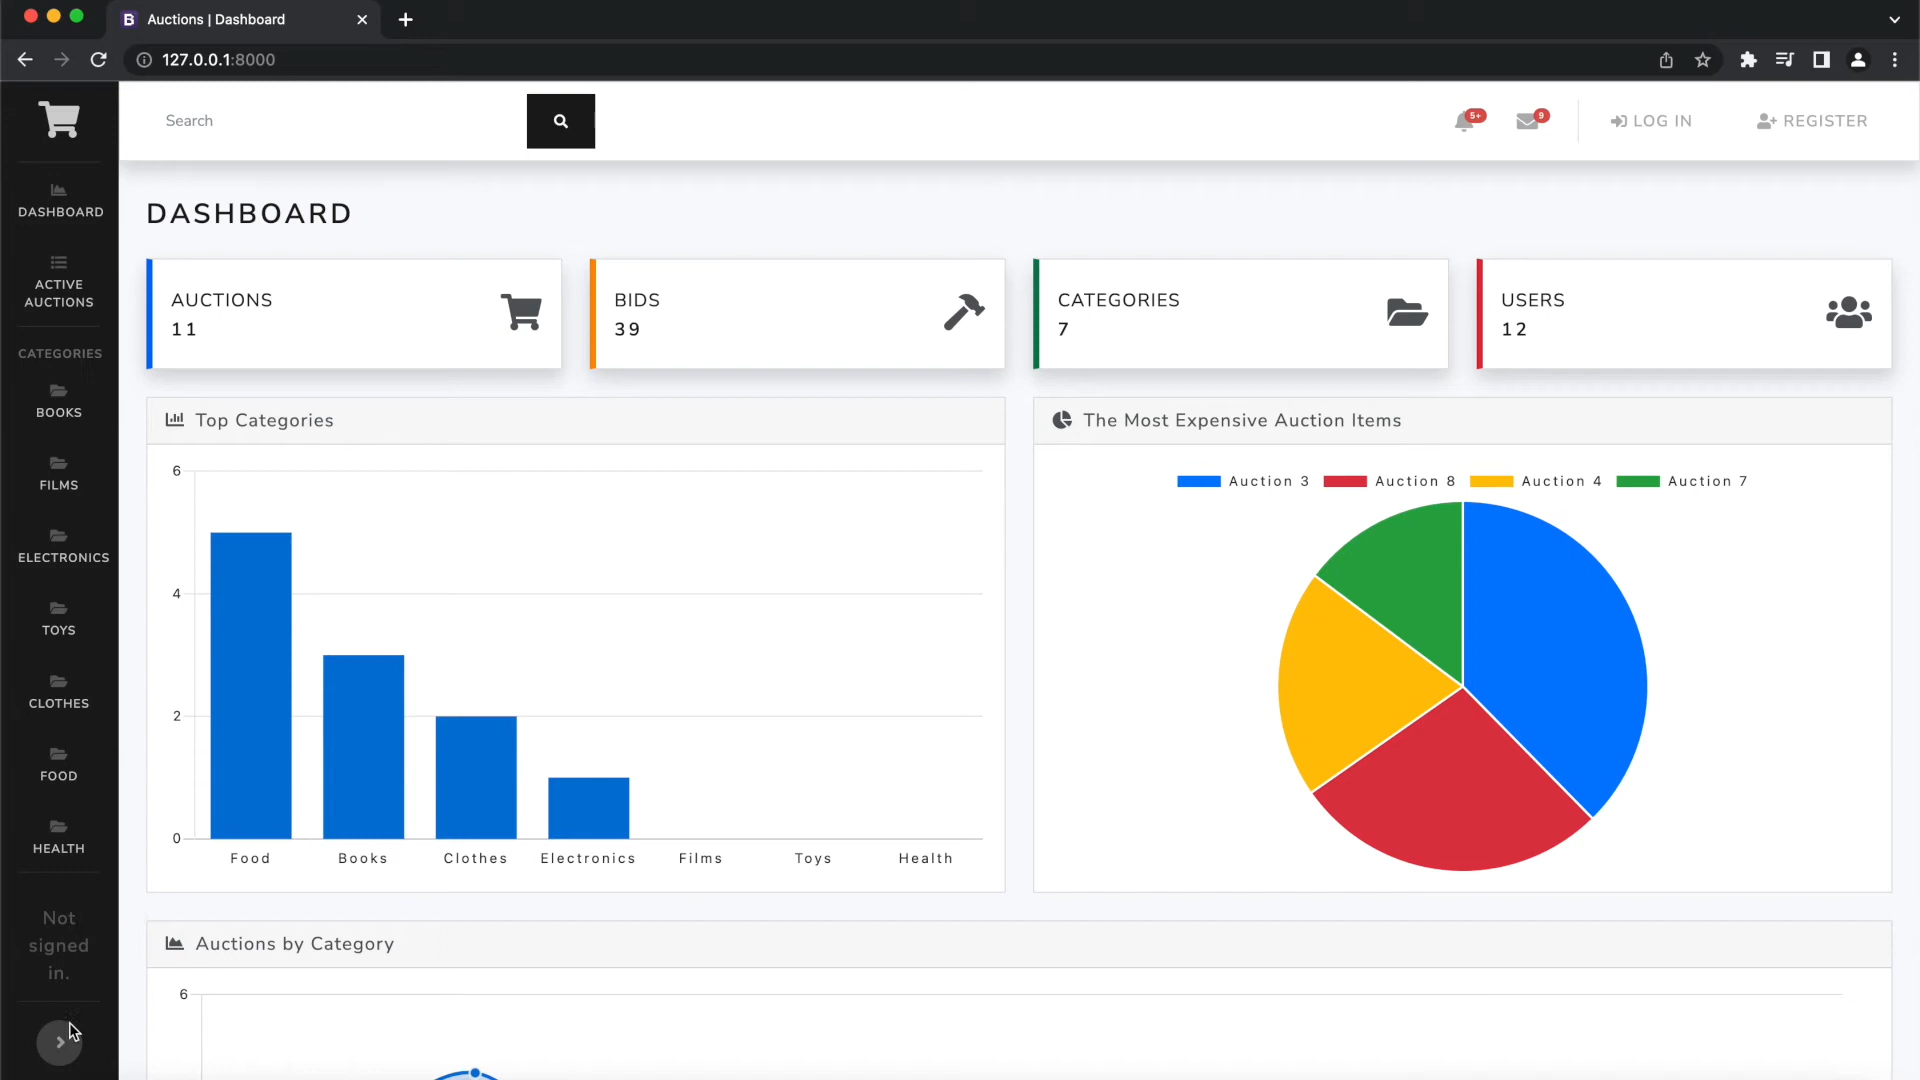 B Auctions | Dashboard
127.0.0.1:8000
Search
5+
9
LOG IN
REGISTER
DASHBOARD
ACTIVE
AUCTIONS
CATEGORIES
BOOKS
FILMS
ELECTRONICS
TOYS
CLOTHES
FOOD
HEALTH
Not
signed
in.
DASHBOARD
AUCTIONS
11
BIDS
39
CATEGORIES
7
USERS
12
Top Categories
6
4
2
0
Food Books Clothes Electronics Films Toys Health
The Most Expensive Auction Items
Auction 3 Auction 8 Auction 4 Auction 7
Auctions by Category
6